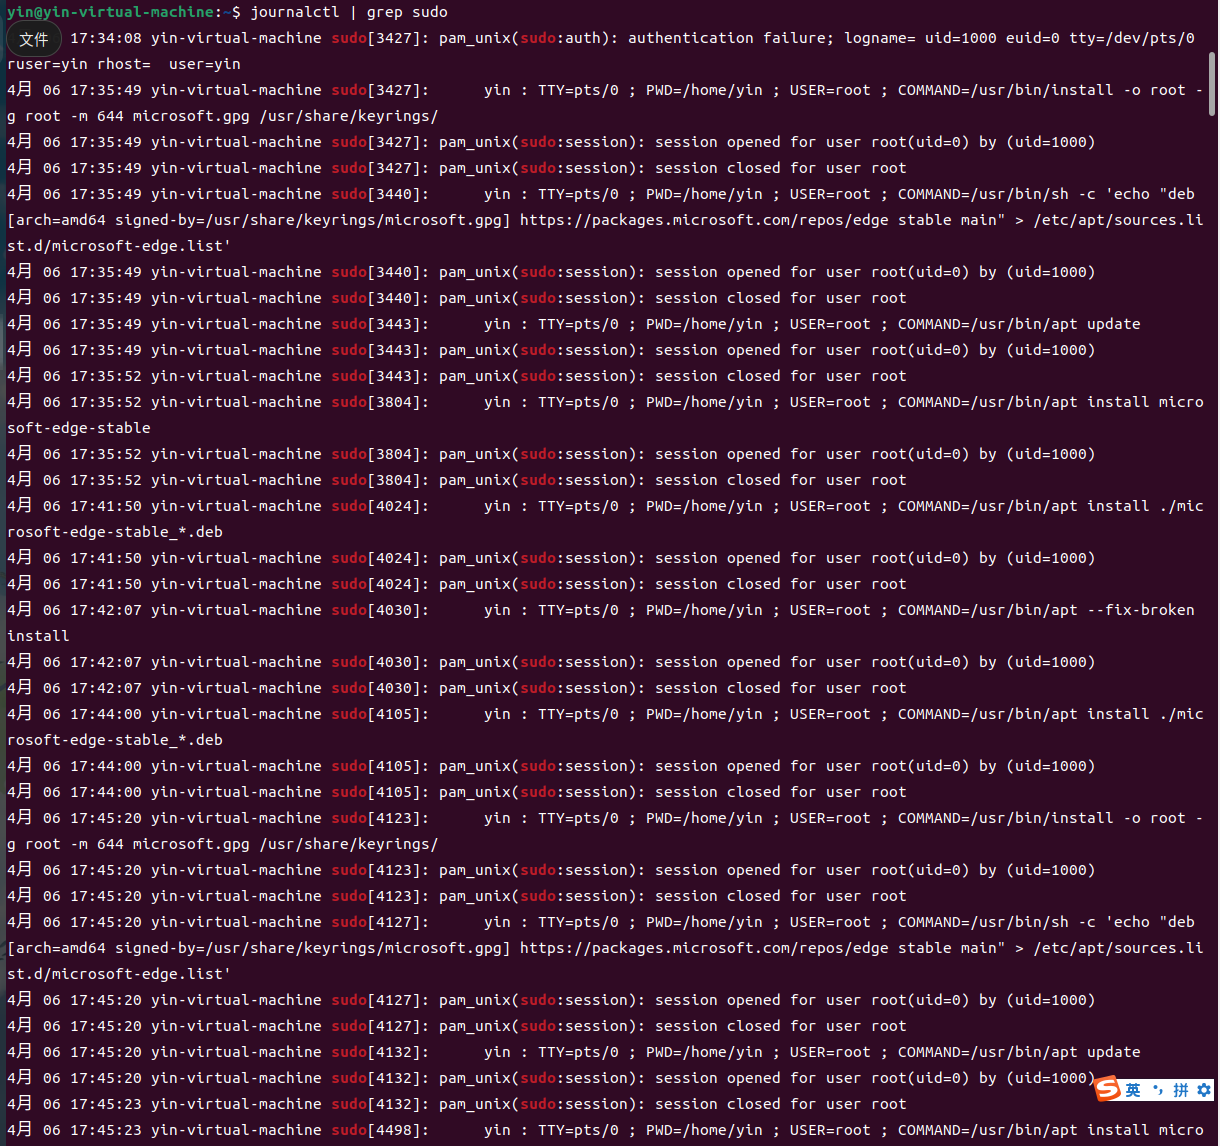 yin@yin-virtual-machine:~$ journalctl | grep sudo
文件 17:34:08 yin-virtual-machine sudo[3427]: pam_unix(sudo:auth): authentication failure; logname= uid=1000 euid=0 tty=/dev/pts/0
ruser=yin rhost=  user=yin
4月 06 17:35:49 yin-virtual-machine sudo[3427]:      yin : TTY=pts/0 ; PWD=/home/yin ; USER=root ; COMMAND=/usr/bin/install -o root -
g root -m 644 microsoft.gpg /usr/share/keyrings/
4月 06 17:35:49 yin-virtual-machine sudo[3427]: pam_unix(sudo:session): session opened for user root(uid=0) by (uid=1000)
4月 06 17:35:49 yin-virtual-machine sudo[3427]: pam_unix(sudo:session): session closed for user root
4月 06 17:35:49 yin-virtual-machine sudo[3440]:      yin : TTY=pts/0 ; PWD=/home/yin ; USER=root ; COMMAND=/usr/bin/sh -c 'echo "deb
[arch=amd64 signed-by=/usr/share/keyrings/microsoft.gpg] https://packages.microsoft.com/repos/edge stable main" > /etc/apt/sources.li
st.d/microsoft-edge.list'
4月 06 17:35:49 yin-virtual-machine sudo[3440]: pam_unix(sudo:session): session opened for user root(uid=0) by (uid=1000)
4月 06 17:35:49 yin-virtual-machine sudo[3440]: pam_unix(sudo:session): session closed for user root
4月 06 17:35:49 yin-virtual-machine sudo[3443]:      yin : TTY=pts/0 ; PWD=/home/yin ; USER=root ; COMMAND=/usr/bin/apt update
4月 06 17:35:49 yin-virtual-machine sudo[3443]: pam_unix(sudo:session): session opened for user root(uid=0) by (uid=1000)
4月 06 17:35:52 yin-virtual-machine sudo[3443]: pam_unix(sudo:session): session closed for user root
4月 06 17:35:52 yin-virtual-machine sudo[3804]:      yin : TTY=pts/0 ; PWD=/home/yin ; USER=root ; COMMAND=/usr/bin/apt install micro
soft-edge-stable
4月 06 17:35:52 yin-virtual-machine sudo[3804]: pam_unix(sudo:session): session opened for user root(uid=0) by (uid=1000)
4月 06 17:35:52 yin-virtual-machine sudo[3804]: pam_unix(sudo:session): session closed for user root
4月 06 17:41:50 yin-virtual-machine sudo[4024]:      yin : TTY=pts/0 ; PWD=/home/yin ; USER=root ; COMMAND=/usr/bin/apt install ./mic
rosoft-edge-stable_*.deb
4月 06 17:41:50 yin-virtual-machine sudo[4024]: pam_unix(sudo:session): session opened for user root(uid=0) by (uid=1000)
4月 06 17:41:50 yin-virtual-machine sudo[4024]: pam_unix(sudo:session): session closed for user root
4月 06 17:42:07 yin-virtual-machine sudo[4030]:      yin : TTY=pts/0 ; PWD=/home/yin ; USER=root ; COMMAND=/usr/bin/apt --fix-broken
install
4月 06 17:42:07 yin-virtual-machine sudo[4030]: pam_unix(sudo:session): session opened for user root(uid=0) by (uid=1000)
4月 06 17:42:07 yin-virtual-machine sudo[4030]: pam_unix(sudo:session): session closed for user root
4月 06 17:44:00 yin-virtual-machine sudo[4105]:      yin : TTY=pts/0 ; PWD=/home/yin ; USER=root ; COMMAND=/usr/bin/apt install ./mic
rosoft-edge-stable_*.deb
4月 06 17:44:00 yin-virtual-machine sudo[4105]: pam_unix(sudo:session): session opened for user root(uid=0) by (uid=1000)
4月 06 17:44:00 yin-virtual-machine sudo[4105]: pam_unix(sudo:session): session closed for user root
4月 06 17:45:20 yin-virtual-machine sudo[4123]:      yin : TTY=pts/0 ; PWD=/home/yin ; USER=root ; COMMAND=/usr/bin/install -o root -
g root -m 644 microsoft.gpg /usr/share/keyrings/
4月 06 17:45:20 yin-virtual-machine sudo[4123]: pam_unix(sudo:session): session opened for user root(uid=0) by (uid=1000)
4月 06 17:45:20 yin-virtual-machine sudo[4123]: pam_unix(sudo:session): session closed for user root
4月 06 17:45:20 yin-virtual-machine sudo[4127]:      yin : TTY=pts/0 ; PWD=/home/yin ; USER=root ; COMMAND=/usr/bin/sh -c 'echo "deb
[arch=amd64 signed-by=/usr/share/keyrings/microsoft.gpg] https://packages.microsoft.com/repos/edge stable main" > /etc/apt/sources.li
st.d/microsoft-edge.list'
4月 06 17:45:20 yin-virtual-machine sudo[4127]: pam_unix(sudo:session): session opened for user root(uid=0) by (uid=1000)
4月 06 17:45:20 yin-virtual-machine sudo[4127]: pam_unix(sudo:session): session closed for user root
4月 06 17:45:20 yin-virtual-machine sudo[4132]:      yin : TTY=pts/0 ; PWD=/home/yin ; USER=root ; COMMAND=/usr/bin/apt update
4月 06 17:45:20 yin-virtual-machine sudo[4132]: pam_unix(sudo:session): session opened for user root(uid=0) by (uid=1000)
英 拼
4月 06 17:45:23 yin-virtual-machine sudo[4132]: pam_unix(sudo:session): session closed for user root
4月 06 17:45:23 yin-virtual-machine sudo[4498]:      yin : TTY=pts/0 ; PWD=/home/yin ; USER=root ; COMMAND=/usr/bin/apt install micro